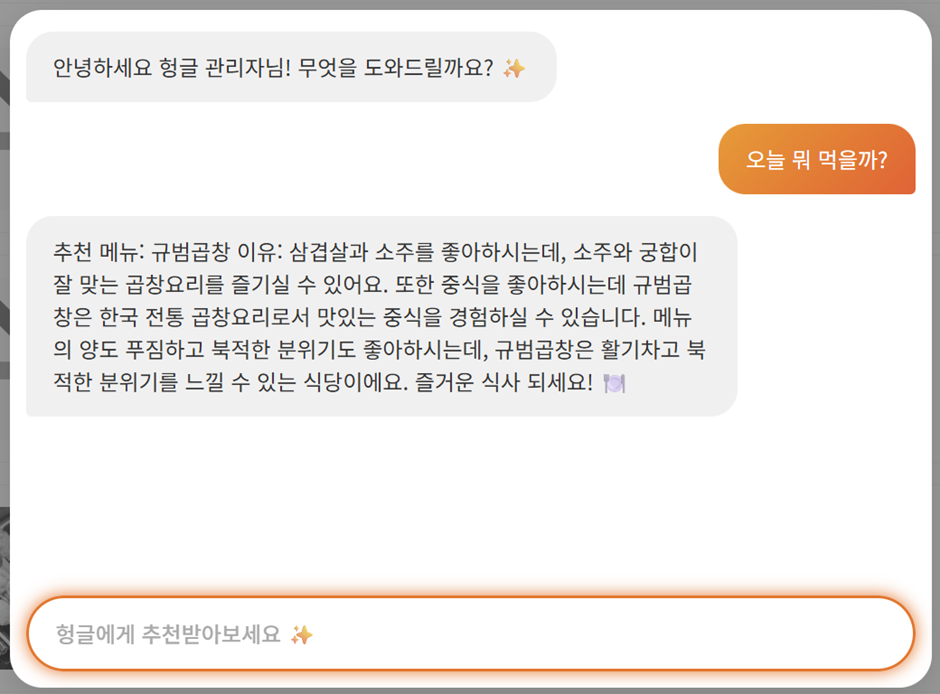 안녕하세요 헝글 관리자님! 무엇을 도와드릴까요? ✨
오늘 뭐 먹을까?
추천 메뉴: 규범곱창 이유: 삼겹살과 소주를 좋아하시는데, 소주와 궁합이
잘 맞는 곱창요리를 즐기실 수 있어요. 또한 중식을 좋아하시는데 규범곱
창은 한국 전통 곱창요리로서 맛있는 중식을 경험하실 수 있습니다. 메뉴
의 양도 푸짐하고 북적한 분위기도 좋아하시는데, 규범곱창은 활기차고 북
적한 분위기를 느낄 수 있는 식당이에요. 즐거운 식사 되세요! 🍽️
헝글에게 추천받아보세요 ✨